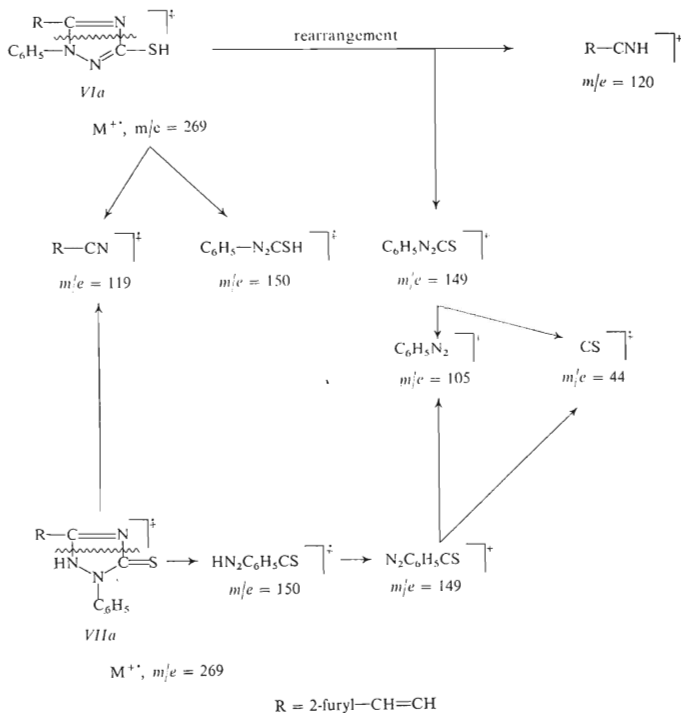 R—C=N ⌝‡
C₆H₅—N N=C—SH
VIa
M⁺·, m/e = 269
rearrangement
R—CNH ⌝+
m/e = 120
R—CN ⌝‡
m/e = 119
C₆H₅—N₂CSH ⌝‡
m/e = 150
C₆H₅N₂CS ⌝+
m/e = 149
C₆H₅N₂ ⌝+
m/e = 105
CS ⌝‡
m/e = 44
R—C=N ⌝‡
HN N C=S
C₆H₅
VIIa
M⁺·, m/e = 269
HN₂C₆H₅CS ⌝‡
m/e = 150
N₂C₆H₅CS ⌝+
m/e = 149
R = 2-furyl—CH=CH